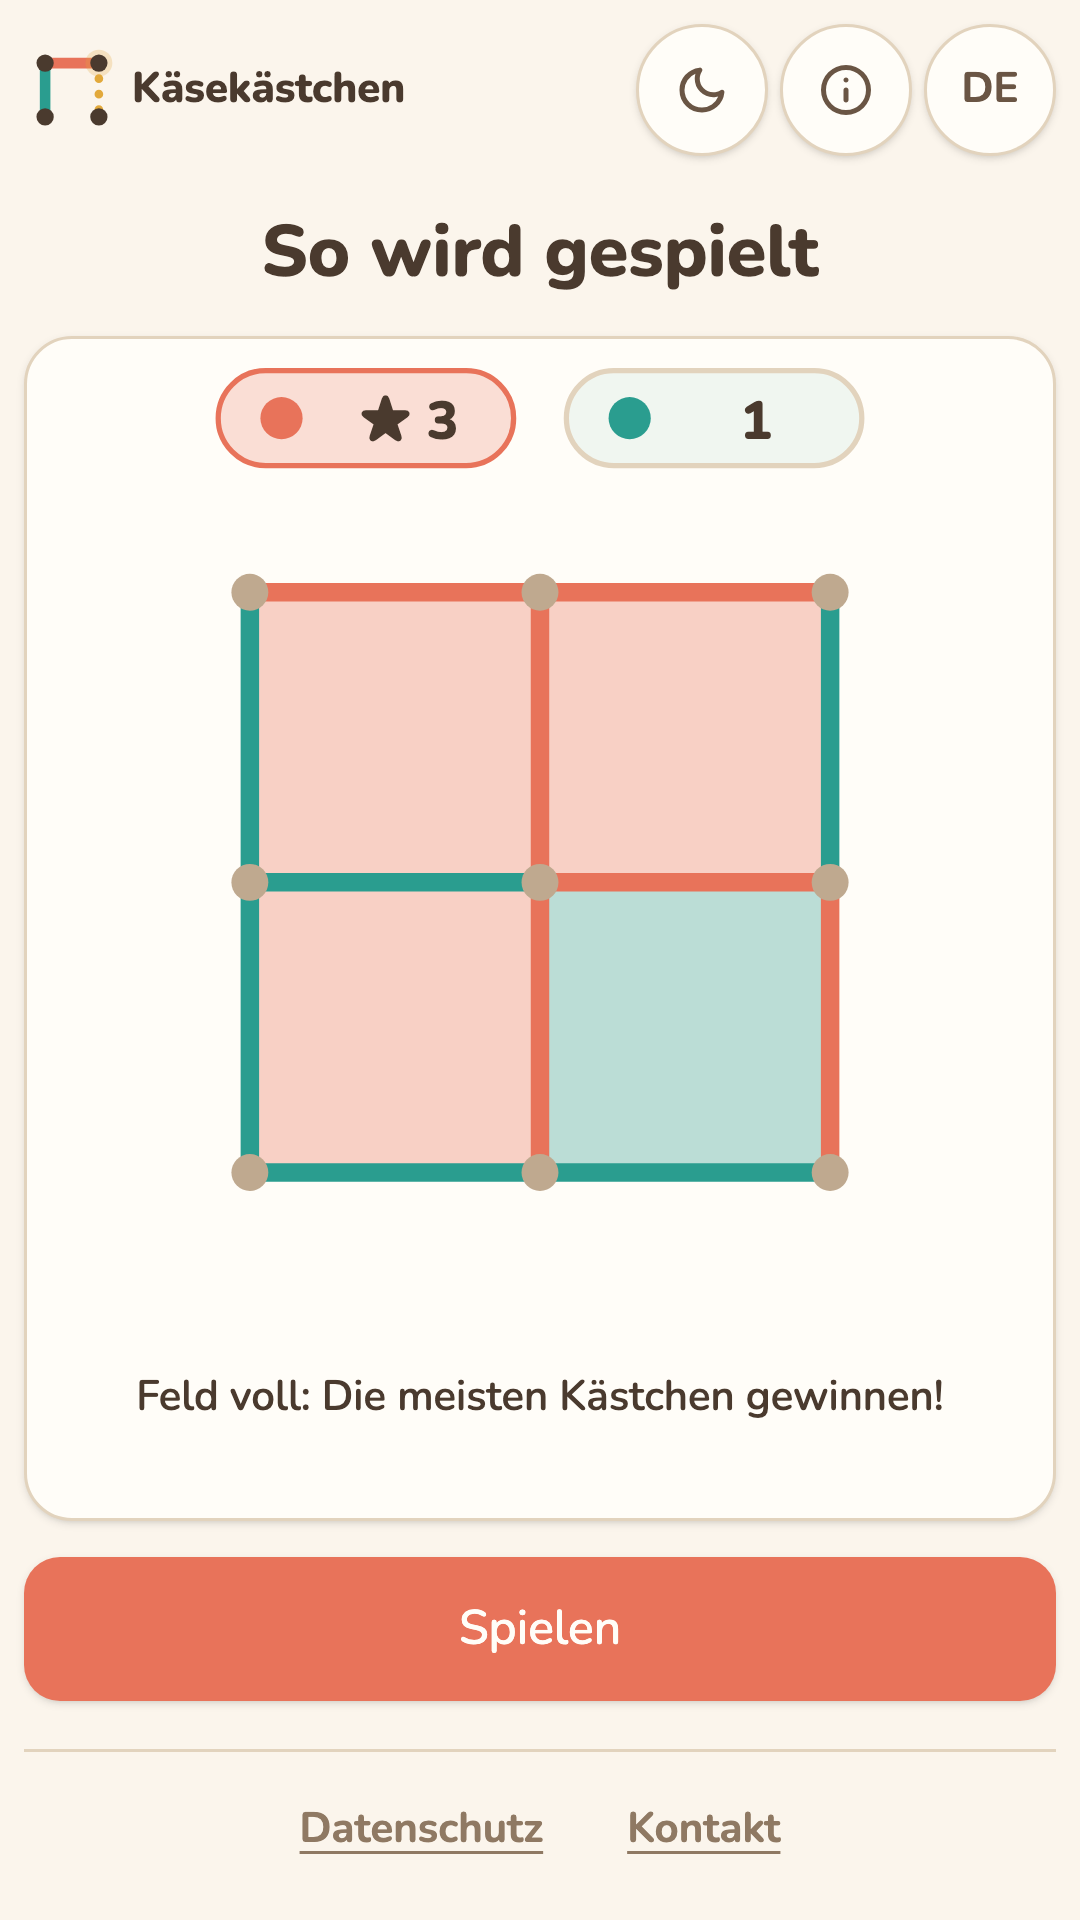 Käsekästchen
DE
So wird gespielt
★ 3
1
Feld voll: Die meisten Kästchen gewinnen!
Spielen
Datenschutz
Kontakt